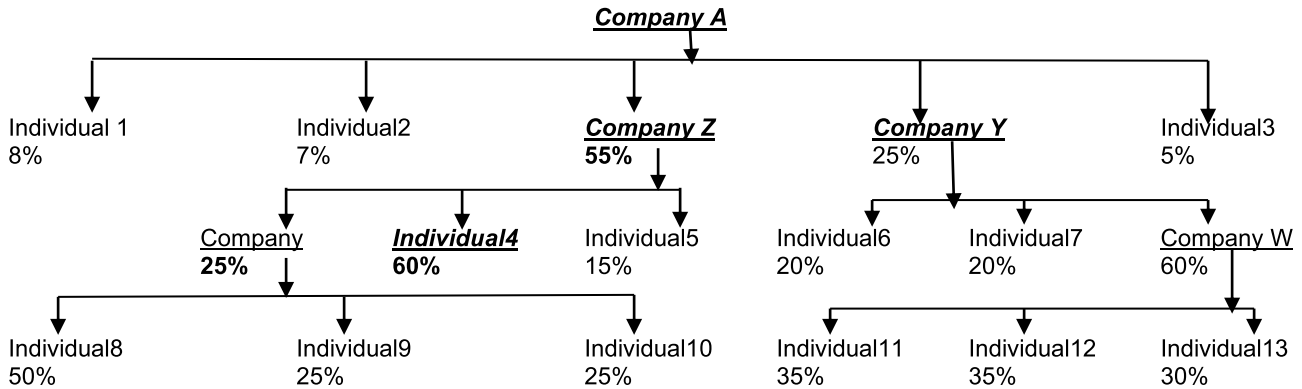 Company A
Individual 1 Individual2 Company Z Company Y Individual3
8% 7% 55% 25% 5%
Company Individual4 Individual5 Individual6 Individual7 Company W
25% 60% 15% 20% 20% 60%
Individual8 Individual9 Individual10 Individual11 Individual12 Individual13
50% 25% 25% 35% 35% 30%